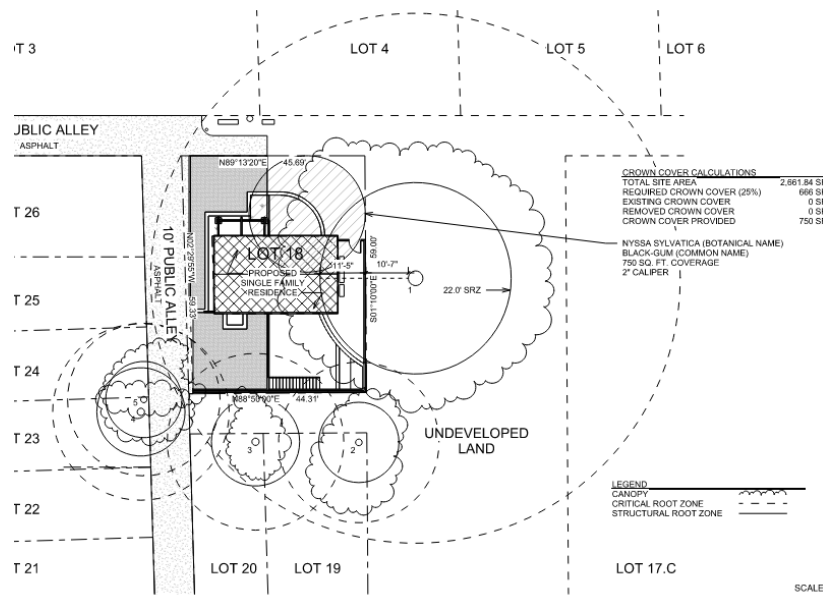 OT 3
LOT 4
LOT 5
LOT 6
UBLIC ALLEY
ASPHALT
N89°13'20"E
45.69'
CROWN COVER CALCULATIONS
TOTAL SITE AREA 2,661.84 S
REQUIRED CROWN COVER (25%) 666 S
EXISTING CROWN COVER 0 S
REMOVED CROWN COVER 0 S
CROWN COVER PROVIDED 750 S
T 26
10' PUBLIC ALLE
ASPHALT
N02°29'55"W
59.33'
LOT 18
PROPOSED
SINGLE FAMILY
RESIDENCE
11'-5"
10'-7"
59.00'
S01°10'00"E
1
22.0' SRZ
NYSSA SYLVATICA (BOTANICAL NAME)
BLACK-GUM (COMMON NAME)
750 SQ. FT. COVERAGE
2" CALIPER
T 25
T 24
N88°50'00"E
44.31'
5
4
T 23
3
2
UNDEVELOPED
LAND
LEGEND
CANOPY
CRITICAL ROOT ZONE
STRUCTURAL ROOT ZONE
T 22
T 21
LOT 20
LOT 19
LOT 17.C
SCALE